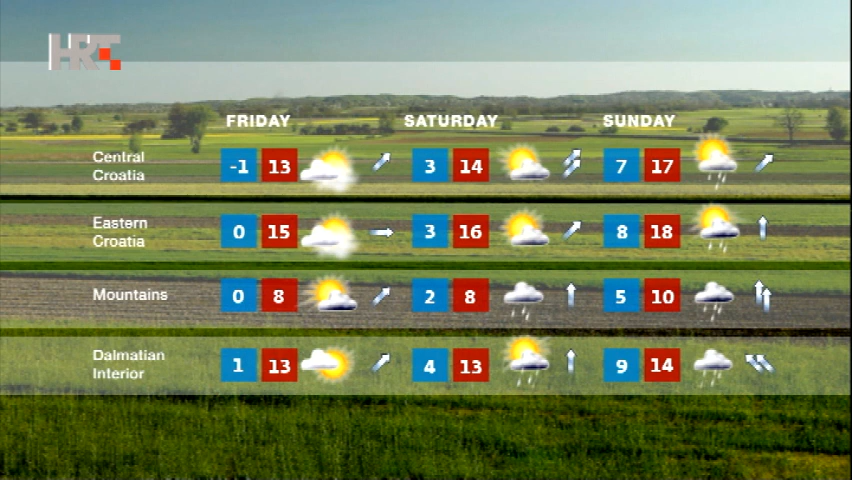 HRT
FRIDAY SATURDAY SUNDAY
Central
Croatia
-1 13 3 14 7 17
Eastern
Croatia
0 15 3 16 8 18
Mountains
0 8 2 8 5 10
Dalmatian
Interior
1 13 4 13 9 14